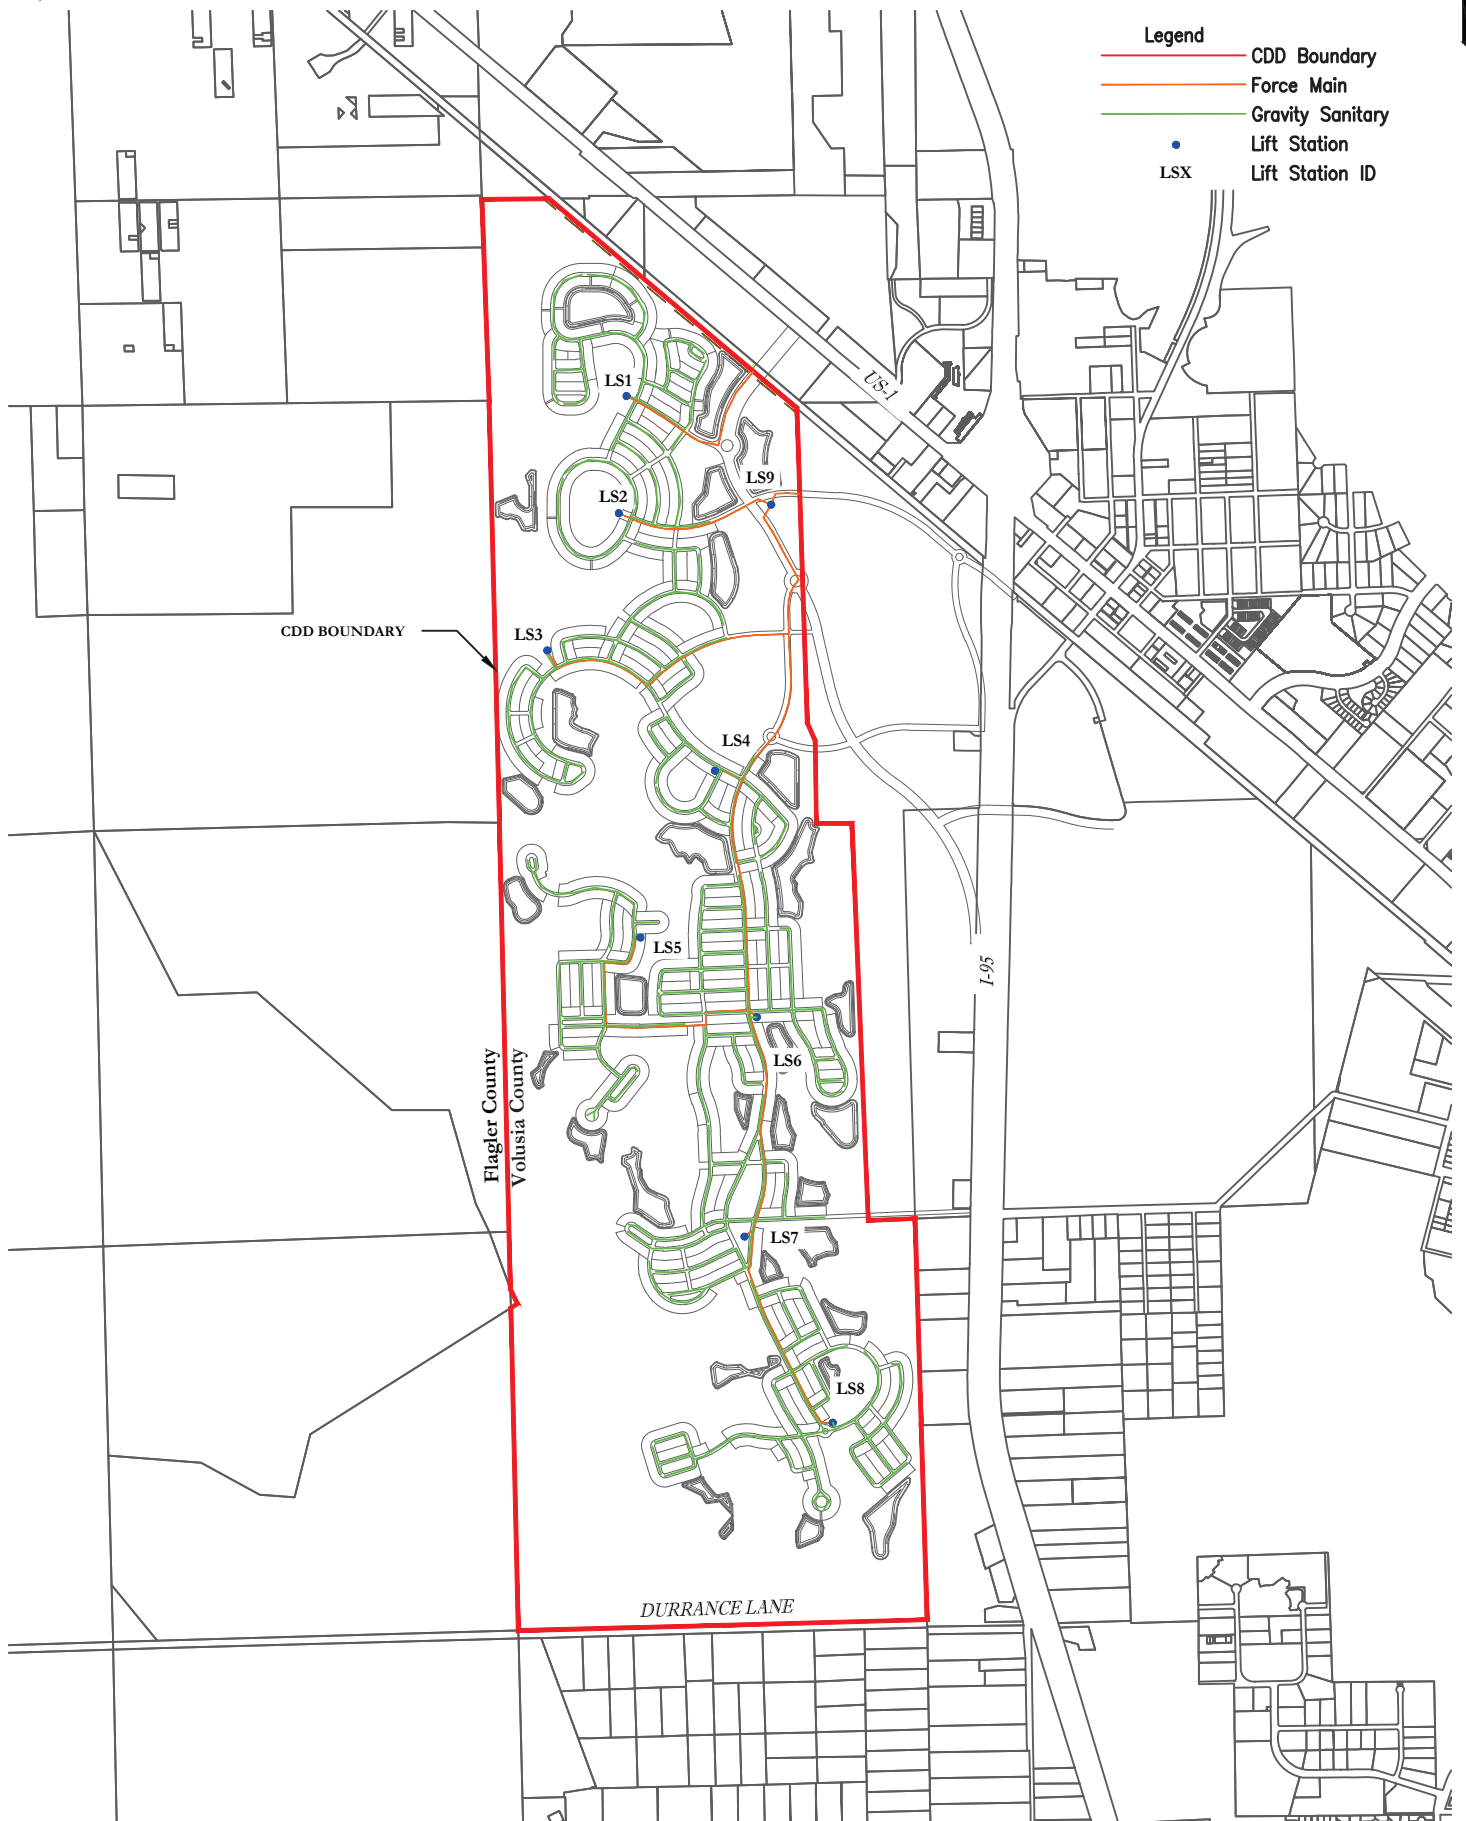 Legend
CDD Boundary
Force Main
Gravity Sanitary
Lift Station
LSX Lift Station ID
US-1
LS1
LS9
LS2
CDD BOUNDARY
LS3
LS4
LS5
I-95
LS6
Flagler County
Volusia County
LS7
LS8
DURRANCE LANE